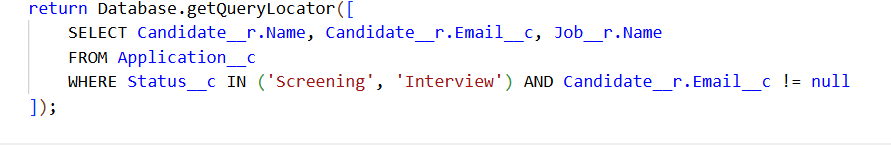 return Database.getQueryLocator([
SELECT Candidate__r.Name, Candidate__r.Email__c, Job__r.Name
FROM Application__c
WHERE Status__c IN ('Screening', 'Interview') AND Candidate__r.Email__c != null
]);